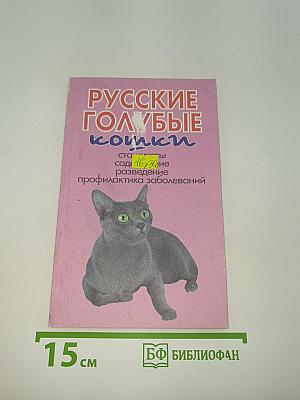 РУССКИЕ
ГОЛУБЫЕ
кошки
разведение
профилактика заболеваний
15 см
БФ БИБЛИОФАН